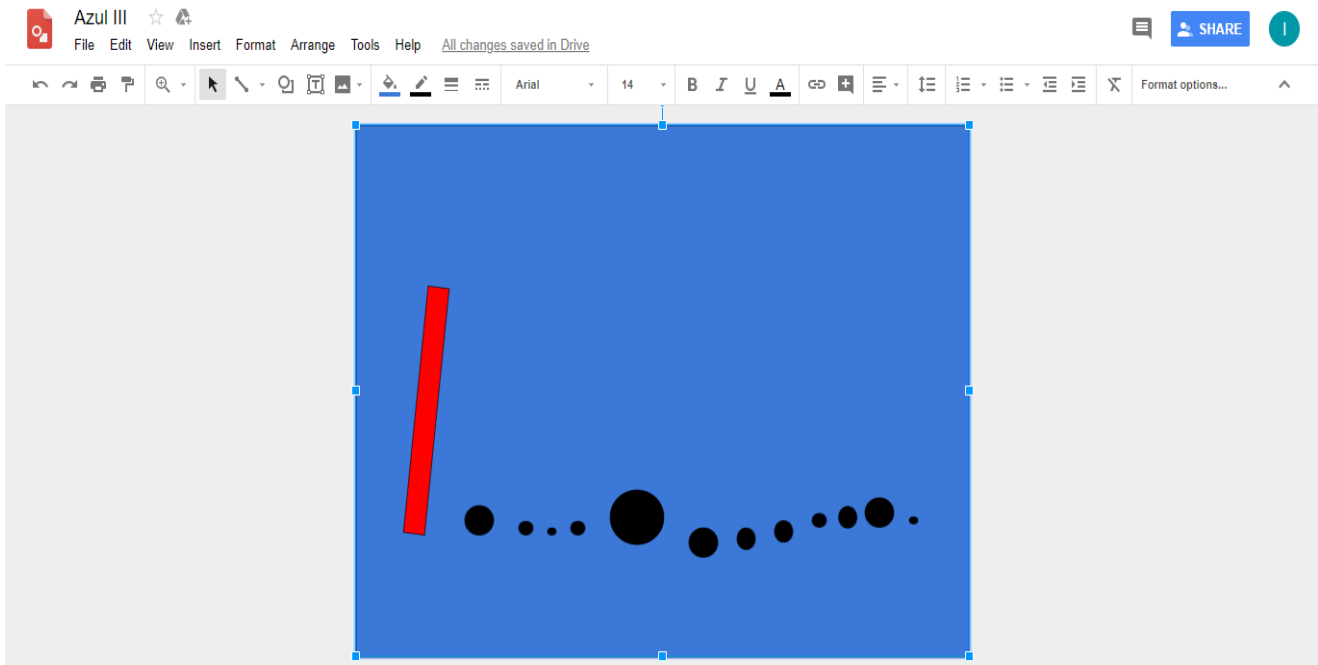 Azul III
File Edit View Insert Format Arrange Tools Help All changes saved in Drive
SHARE
I
Arial 14 B I U A Format options...